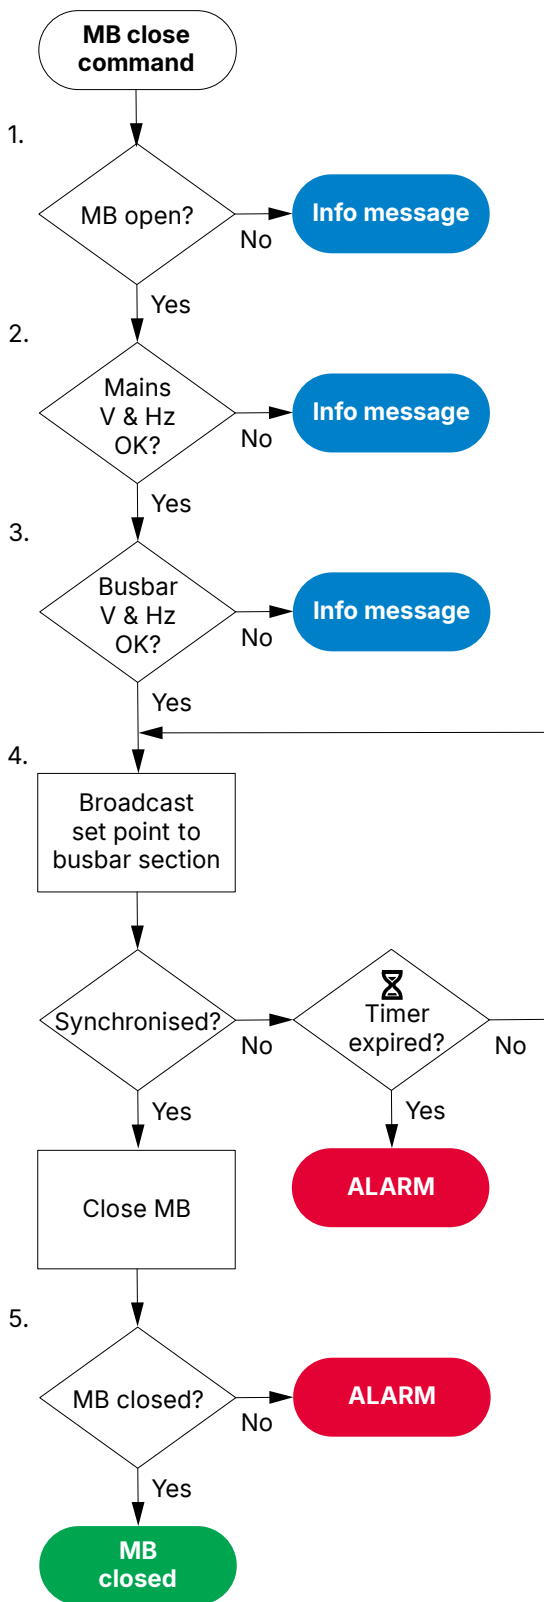 MB close
command
1.
MB open?
No
Info message
Yes
2.
Mains
V & Hz
OK?
No
Info message
Yes
3.
Busbar
V & Hz
OK?
No
Info message
Yes
4.
Broadcast
set point to
busbar section
Synchronised?
No
Timer
expired?
No
Yes
Yes
ALARM
Close MB
5.
MB closed?
No
ALARM
Yes
MB
closed